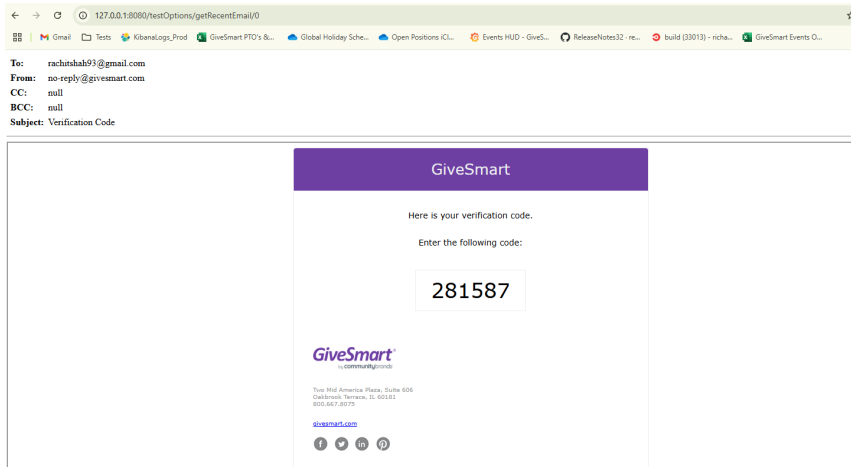 127.0.0.1:8080/testOptions/getRecentEmail/0
Gmail Tests KibanaLogs_Prod GiveSmart PTO's &... Global Holiday Sche... Open Positions iCl... Events HUD - GiveS... ReleaseNotes32 - re... build (33013) - richa... GiveSmart Events O...
To: rachitshah93@gmail.com
From: no-reply@givesmart.com
CC: null
BCC: null
Subject: Verification Code
GiveSmart
Here is your verification code.
Enter the following code:
281587
GiveSmart®
by communitybrands
Two Mid America Plaza, Suite 606
Oakbrook Terrace, IL 60181
800.667.8075
givesmart.com